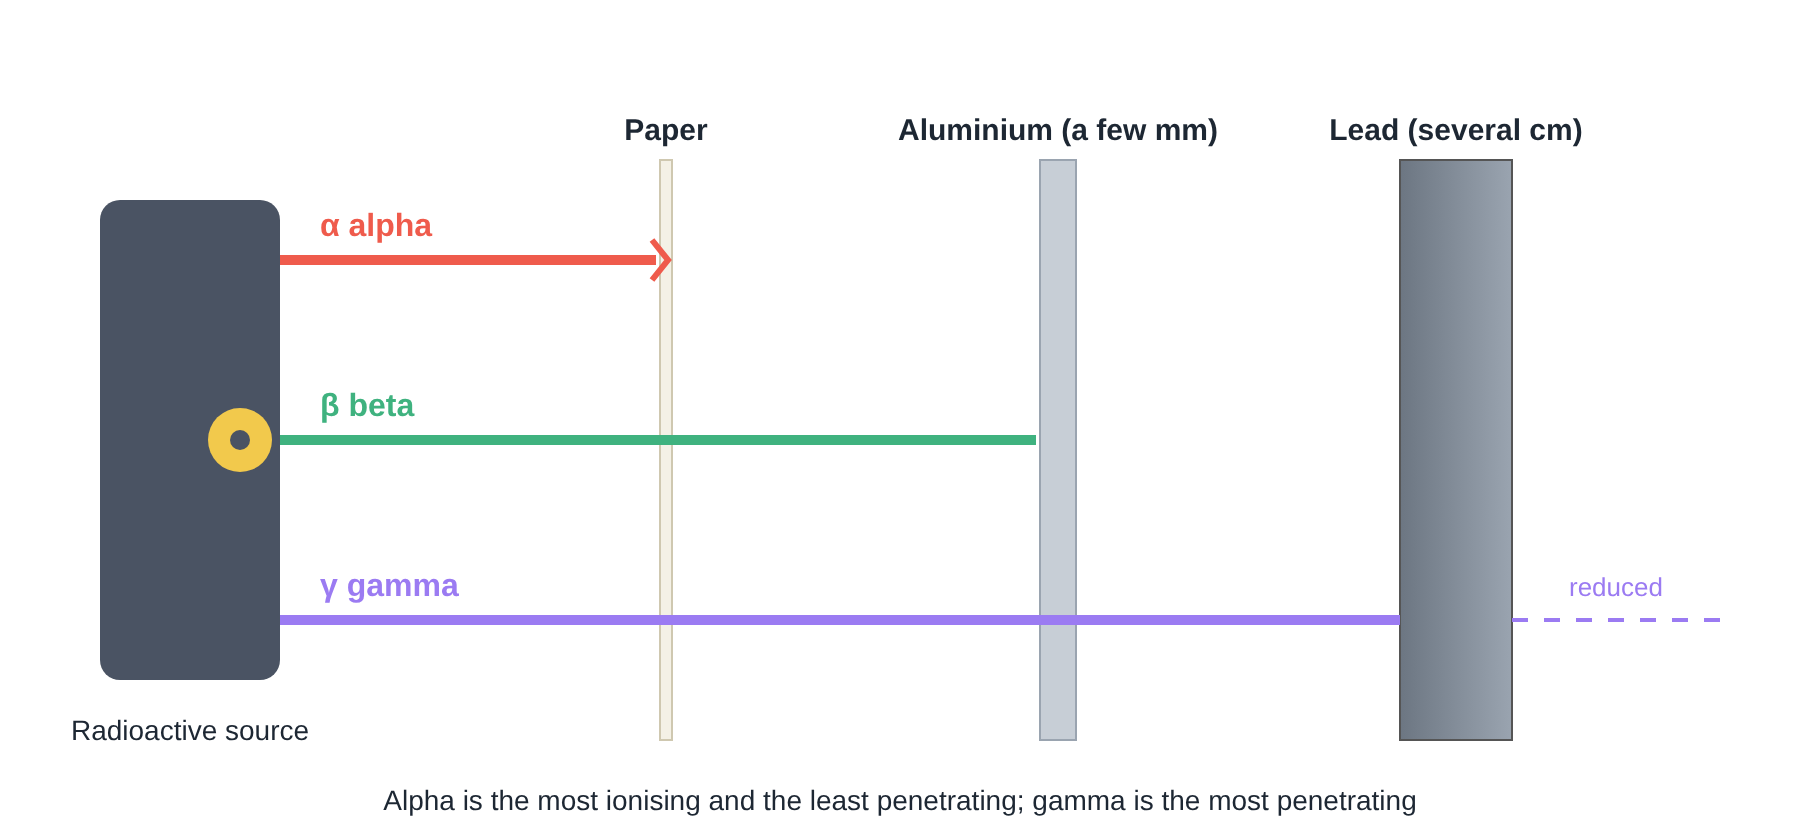 Paper
Aluminium (a few mm)
Lead (several cm)
α alpha
β beta
γ gamma
reduced
Radioactive source
Alpha is the most ionising and the least penetrating; gamma is the most penetrating